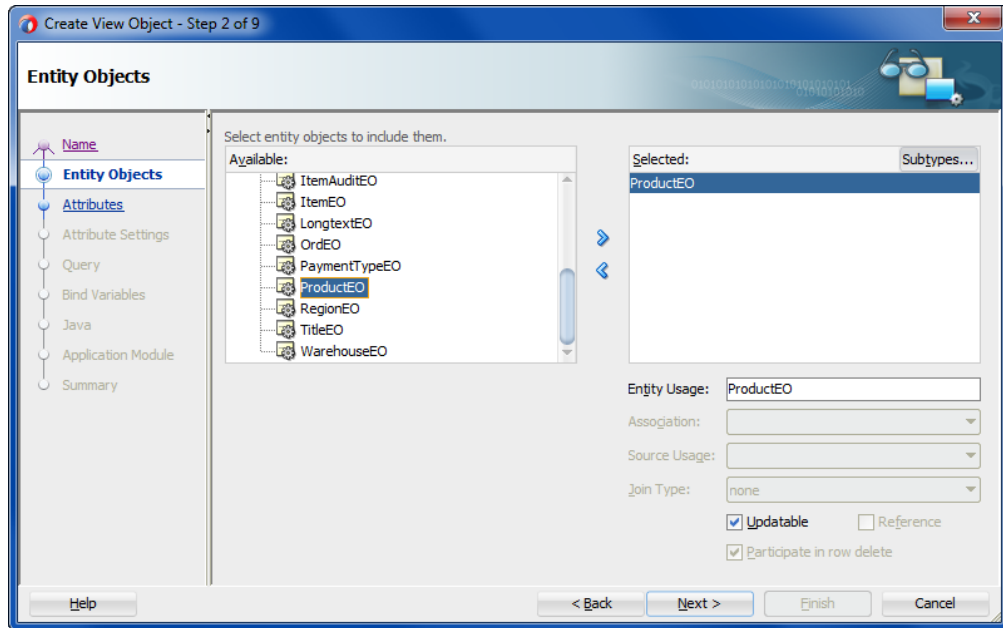 Create View Object - Step 2 of 9
Entity Objects
Name
Entity Objects
Attributes
Attribute Settings
Query
Bind Variables
Java
Application Module
Summary
Select entity objects to include them.
Available:
ItemAuditEO
ItemEO
LongtextEO
OrdEO
PaymentTypeEO
ProductEO
RegionEO
TitleEO
WarehouseEO
Selected:
Subtypes...
ProductEO
Entity Usage: ProductEO
Association:
Source Usage:
Join Type: none
Updatable Reference
Participate in row delete
Help < Back Next > Finish Cancel